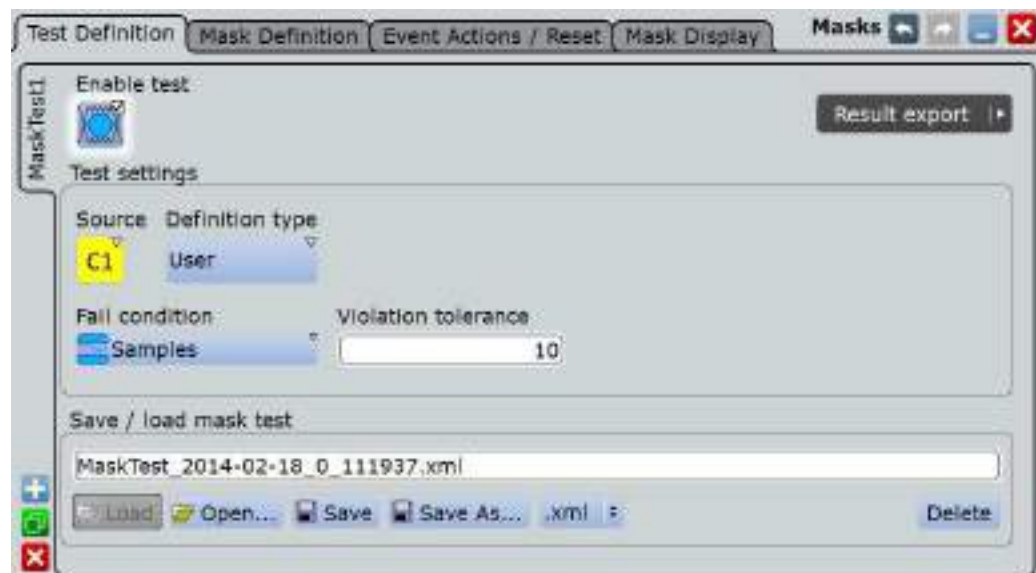 Test Definition Mask Definition Event Actions / Reset Mask Display Masks
MaskTest1
Enable test
Result export
Test settings
Source Definition type
C1 User
Fail condition Violation tolerance
Samples 10
Save / load mask test
MaskTest_2014-02-18_0_111937.xml
Load Open... Save Save As... .xml Delete